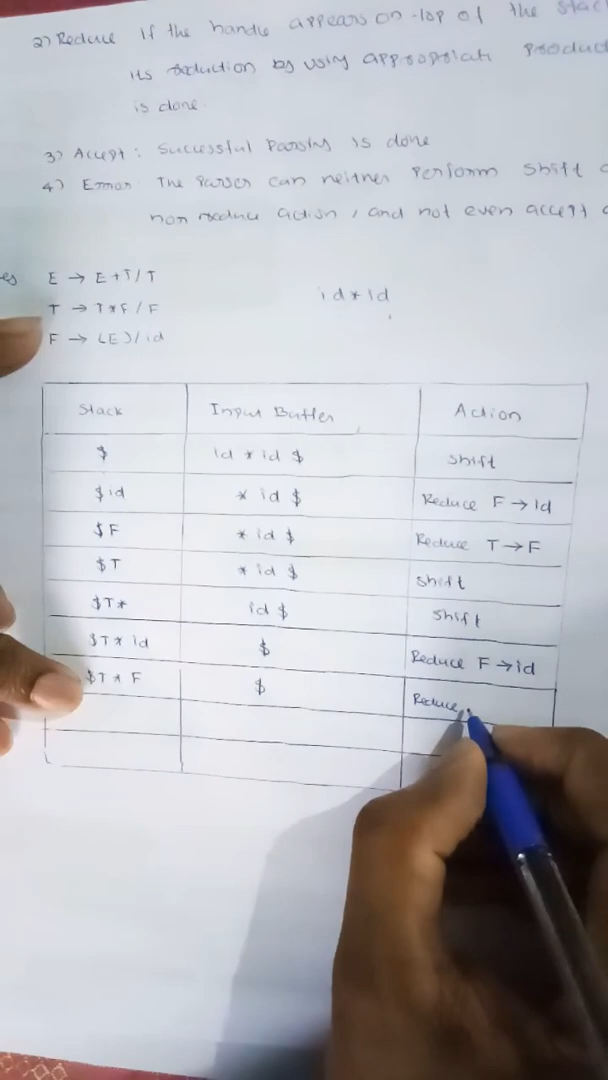 2) Reduce If the handle appears on top of the
its reduction by using appropriate
is done.
3) Accept : Successful Parsing is done
4) Error The Parser can neither Perform Shift
non reduce action, and not even accept
E → E+T/T
id*id
T → T*F/F
F → (E)/id
Stack Input Buffer Action
$ id * id $ shift
$id * id $ Reduce F → id
$F * id $ Reduce T → F
$T * id $ shift
$T* id $ shift
$T* id $ Reduce F → id
$T * F $ Reduce